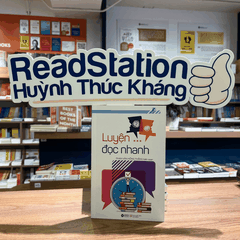 ReadStation
Huỳnh Thúc Kháng
Luyện ...
đọc nhanh